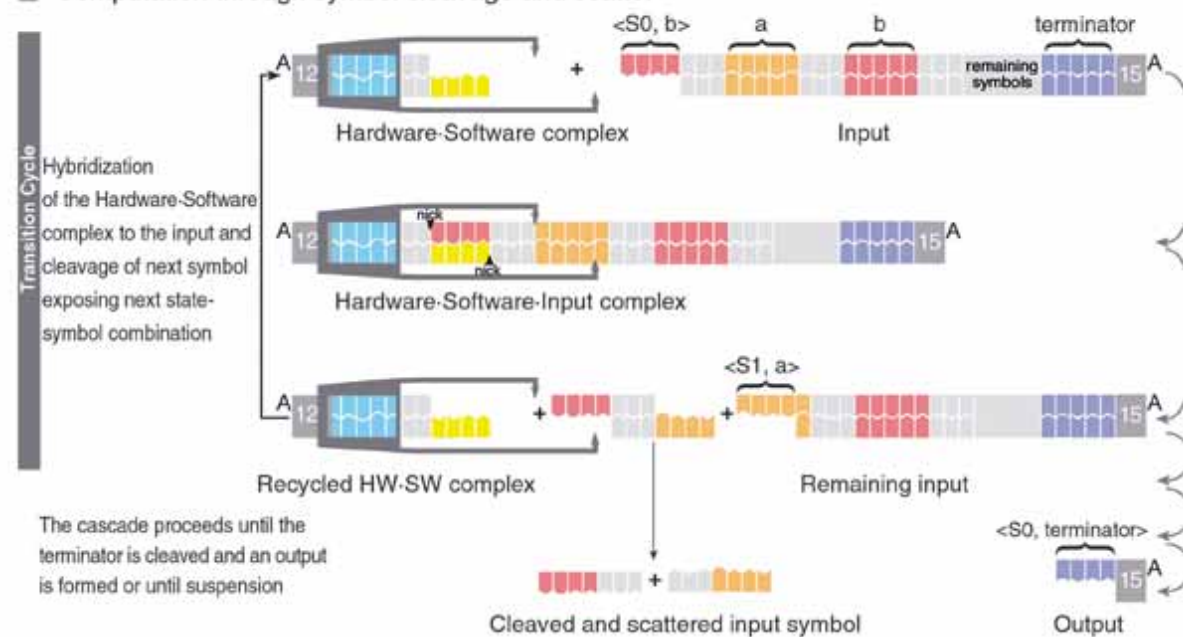 <S0, b> a b terminator
A 12 + remaining symbols 15 A
Hardware-Software complex Input
Transition Cycle
Hybridization
of the Hardware-Software
complex to the input and
cleavage of next symbol
exposing next state-
symbol combination
A 12 nick nick 15 A
Hardware-Software-Input complex
<S1, a>
A 12 + + 15 A
Recycled HW-SW complex Remaining input
The cascade proceeds until the
terminator is cleaved and an output
is formed or until suspension
<S0, terminator>
+ 15 A
Cleaved and scattered input symbol Output